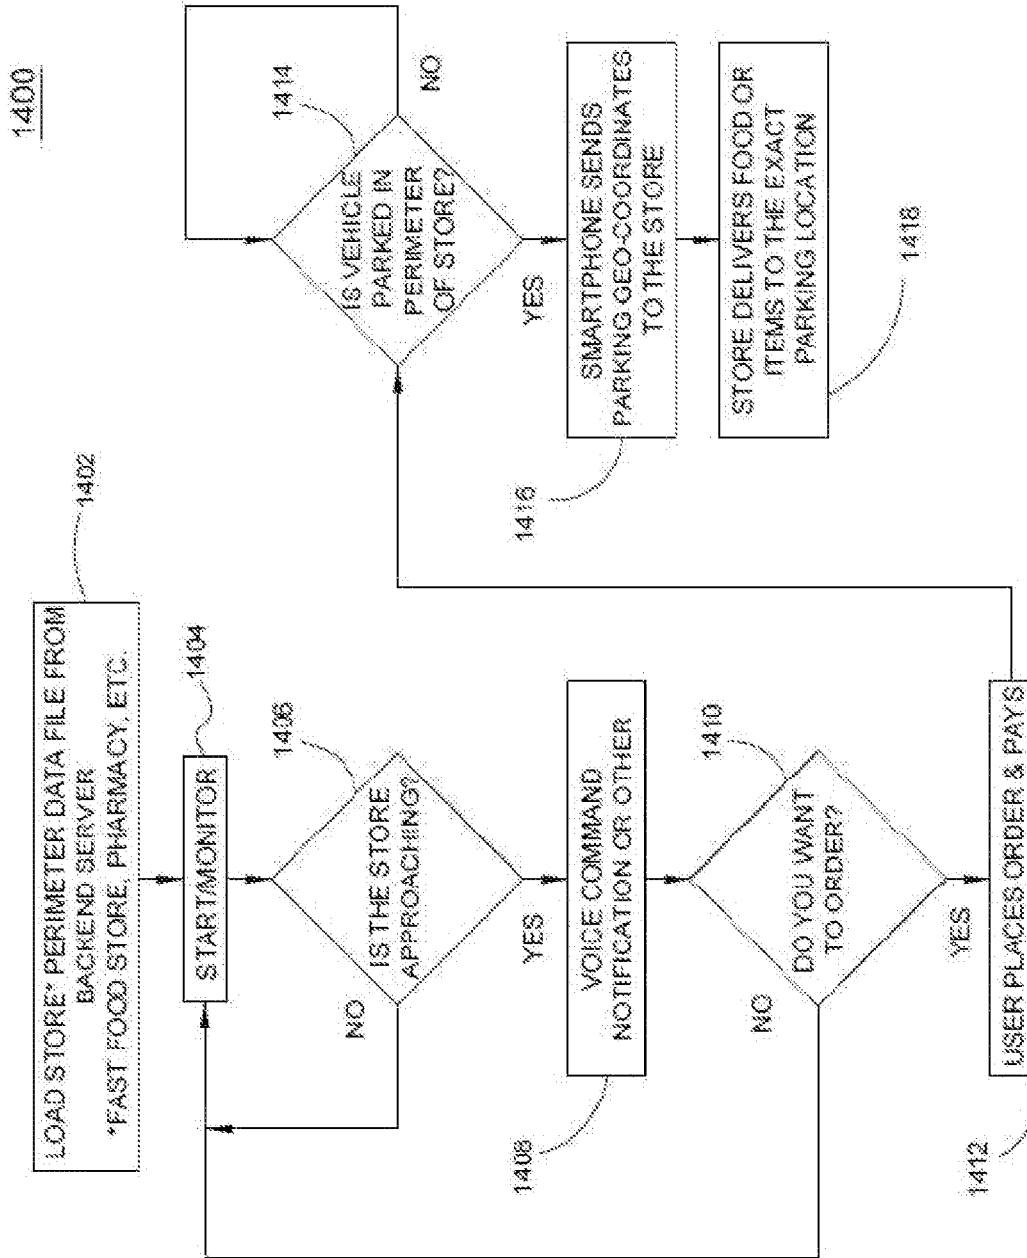 1400
LOAD STORE* PERIMETER DATA FILE FROM
BACKEND SERVER
*FAST FOOD STORE, PHARMACY, ETC.
1402
START/MONITOR
1404
IS THE STORE
APPROACHING?
1406
NO
YES
VOICE COMMAND
NOTIFICATION OR OTHER
1408
DO YOU WANT
TO ORDER?
1410
NO
YES
USER PLACES ORDER & PAYS
1412
IS VEHICLE
PARKED IN
PERIMETER
OF STORE?
1414
NO
YES
SMARTPHONE SENDS
PARKING GEO-COORDINATES
TO THE STORE
1416
STORE DELIVERS FOOD OR
ITEMS TO THE EXACT
PARKING LOCATION
1418